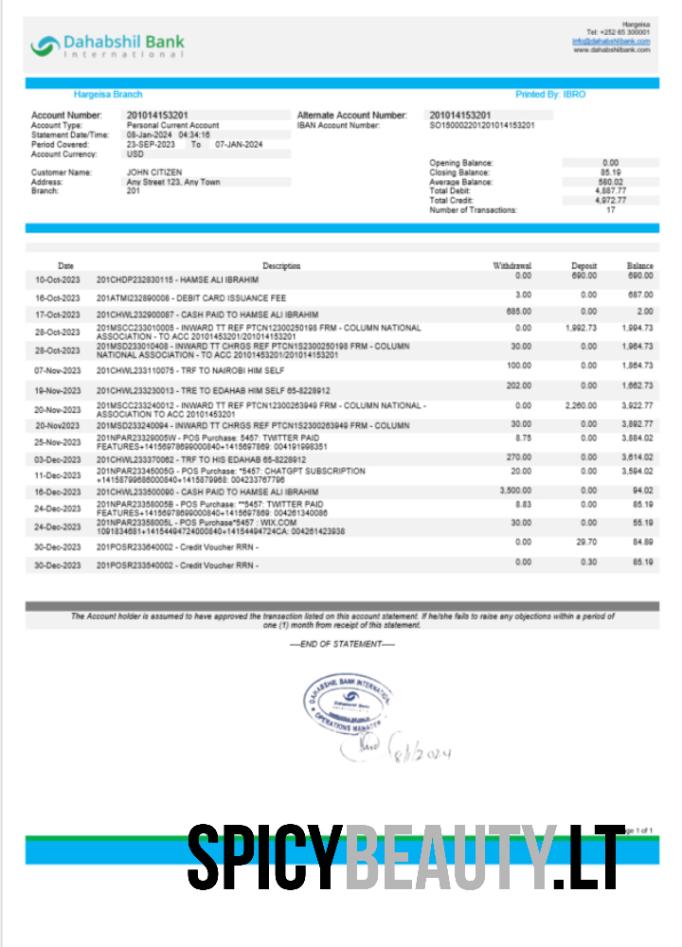 Dahabshil Bank
International
Hargeisa
Tel: +252 65 300001
info@dahabshilbank.com
www.dahabshilbank.com
Hargeisa Branch
Printed By: IBRO
Account Number: 201014153201
Account Type: Personal Current Account
Statement Date/Time: 08-Jan-2024 04:34:16
Period Covered: 23-SEP-2023 To 07-JAN-2024
Account Currency: USD
Customer Name: JOHN CITIZEN
Address: Any Street 123, Any Town
Branch: 201
Alternate Account Number: 201014153201
IBAN Account Number: SO150002201201014153201
Opening Balance: 0.00
Closing Balance: 85.19
Average Balance: 560.02
Total Debit: 4,887.77
Total Credit: 4,972.77
Number of Transactions: 17
Date Description Withdrawal Deposit Balance
10-Oct-2023 201CHDP232830115 - HAMSE ALI IBRAHIM 0.00 690.00 690.00
16-Oct-2023 201ATMI232890008 - DEBIT CARD ISSUANCE FEE 3.00 0.00 687.00
17-Oct-2023 201CHWL232900087 - CASH PAID TO HAMSE ALI IBRAHIM 685.00 0.00 2.00
28-Oct-2023 201MSCC233010005 - INWARD TT REF PTCN12300250198 FRM - COLUMN NATIONAL 0.00 1,992.73 1,994.73
ASSOCIATION - TO ACC 20101453201/201014153201
28-Oct-2023 201MSD233010408 - INWARD TT CHRGS REF PTCN1S2300250198 FRM - COLUMN 30.00 0.00 1,964.73
NATIONAL ASSOCIATION - TO ACC 20101453201/201014153201
07-Nov-2023 201CHWL233110075 - TRF TO NAIROBI HIM SELF 100.00 0.00 1,864.73
19-Nov-2023 201CHWL233230013 - TRE TO EDAHAB HIM SELF 65-8228912 202.00 0.00 1,662.73
20-Nov-2023 201MSCC233240012 - INWARD TT REF PTCN12300263949 FRM - COLUMN NATIONAL - 0.00 2,260.00 3,922.77
ASSOCIATION TO ACC 20101453201
20-Nov2023 201MSD233240094 - INWARD TT CHRGS REF PTCN1S2300263949 FRM - COLUMN 30.00 0.00 3,892.77
25-Nov-2023 201NPAR23329005W - POS Purchase: 5457: TWITTER PAID 8.75 0.00 3,884.02
FEATURES+14156978699000840+1415697869: 004191998351
03-Dec-2023 201CHWL233370062 - TRF TO HIS EDAHAB 65-8228912 270.00 0.00 3,614.02
11-Dec-2023 201NPAR23345005G - POS Purchase: *5457: CHATGPT SUBSCRIPTION 20.00 0.00 3,594.02
+14158799686000840+1415879968: 004233767796
16-Dec-2023 201CHWL233500090 - CASH PAID TO HAMSE ALI IBRAHIM 3,500.00 0.00 94.02
24-Dec-2023 201NPAR23358005B - POS Purchase: **5457: TWITTER PAID 8.83 0.00 85.19
FEATURES+14156978699000840+1415697869: 004261340086
24-Dec-2023 201NPAR23358005L - POS Purchase*5457 : WIX.COM 30.00 0.00 55.19
1091834681+14154494724000840+14154494724CA: 004261423938
30-Dec-2023 201POSR233640002 - Credit Voucher RRN - 0.00 29.70 84.89
30-Dec-2023 201POSR233640002 - Credit Voucher RRN - 0.00 0.30 85.19
The Account holder is assumed to have approved the transaction listed on this account statement. If he/she fails to raise any objections within a period of
one (1) month from receipt of this statement.
----END OF STATEMENT-----
DAHABSHIL BANK INTERNATIONAL
Dahabshil Bank
OPERATIONS MANAGER
8/1/2024
1 of 1
SPICYBEAUTY.LT